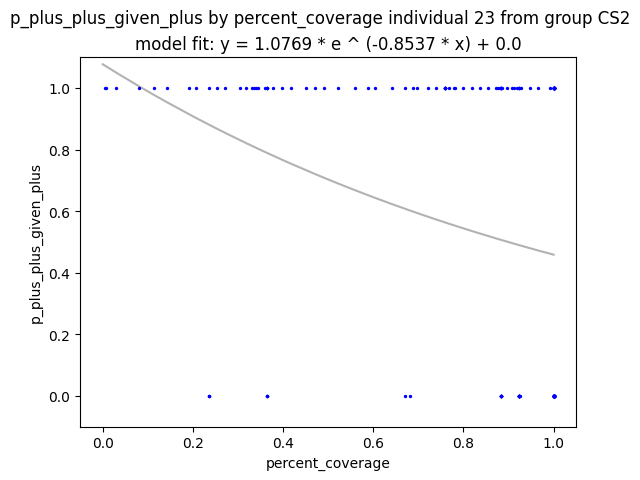 p_plus_plus_given_plus by percent_coverage individual 23 from group CS2
model fit: y = 1.0769 * e ^ (-0.8537 * x) + 0.0
1.0
0.8
0.6
0.4
0.2
0.0
p_plus_plus_given_plus
0.0 0.2 0.4 0.6 0.8 1.0
percent_coverage